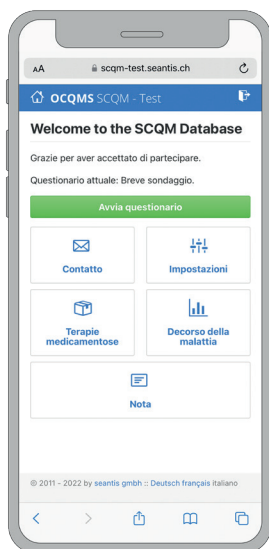 AA scqm-test.seantis.ch
OCQMS SCQM - Test
Welcome to the SCQM Database
Grazie per aver accettato di partecipare.
Questionario attuale: Breve sondaggio.
Avvia questionario
Contatto
Impostazioni
Terapie
medicamentose
Decorso della
malattia
Nota
© 2011 - 2022 by seantis gmbh :: Deutsch français italiano